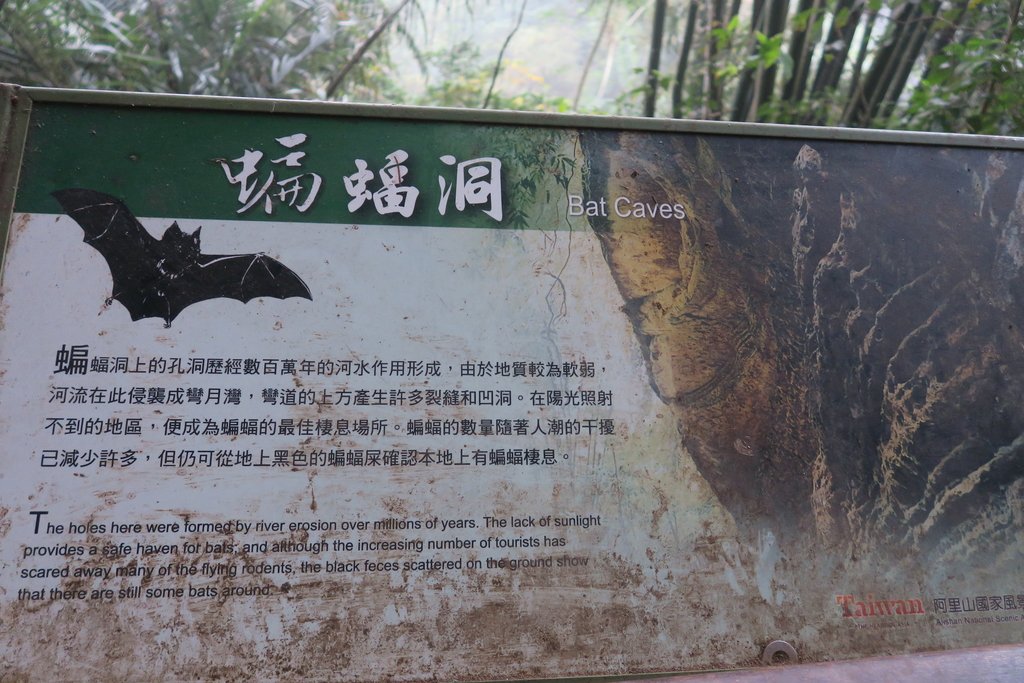 蝙蝠洞
Bat Caves
蝙蝠洞上的孔洞歷經數百萬年的河水作用形成，由於地質較為軟弱，
河流在此侵襲成彎月灣，彎道的上方產生許多裂縫和凹洞。在陽光照射
不到的地區，便成為蝙蝠的最佳棲息場所。蝙蝠的數量隨著人潮的干擾
已減少許多，但仍可從地上黑色的蝙蝠屎確認本地上有蝙蝠棲息。
The holes here were formed by river erosion over millions of years. The lack of sunlight
provides a safe haven for bats; and although the increasing number of tourists has
scared away many of the flying rodents, the black feces scattered on the ground show
that there are still some bats around.
Taiwan
阿里山國家風景
Alishan National Scenic